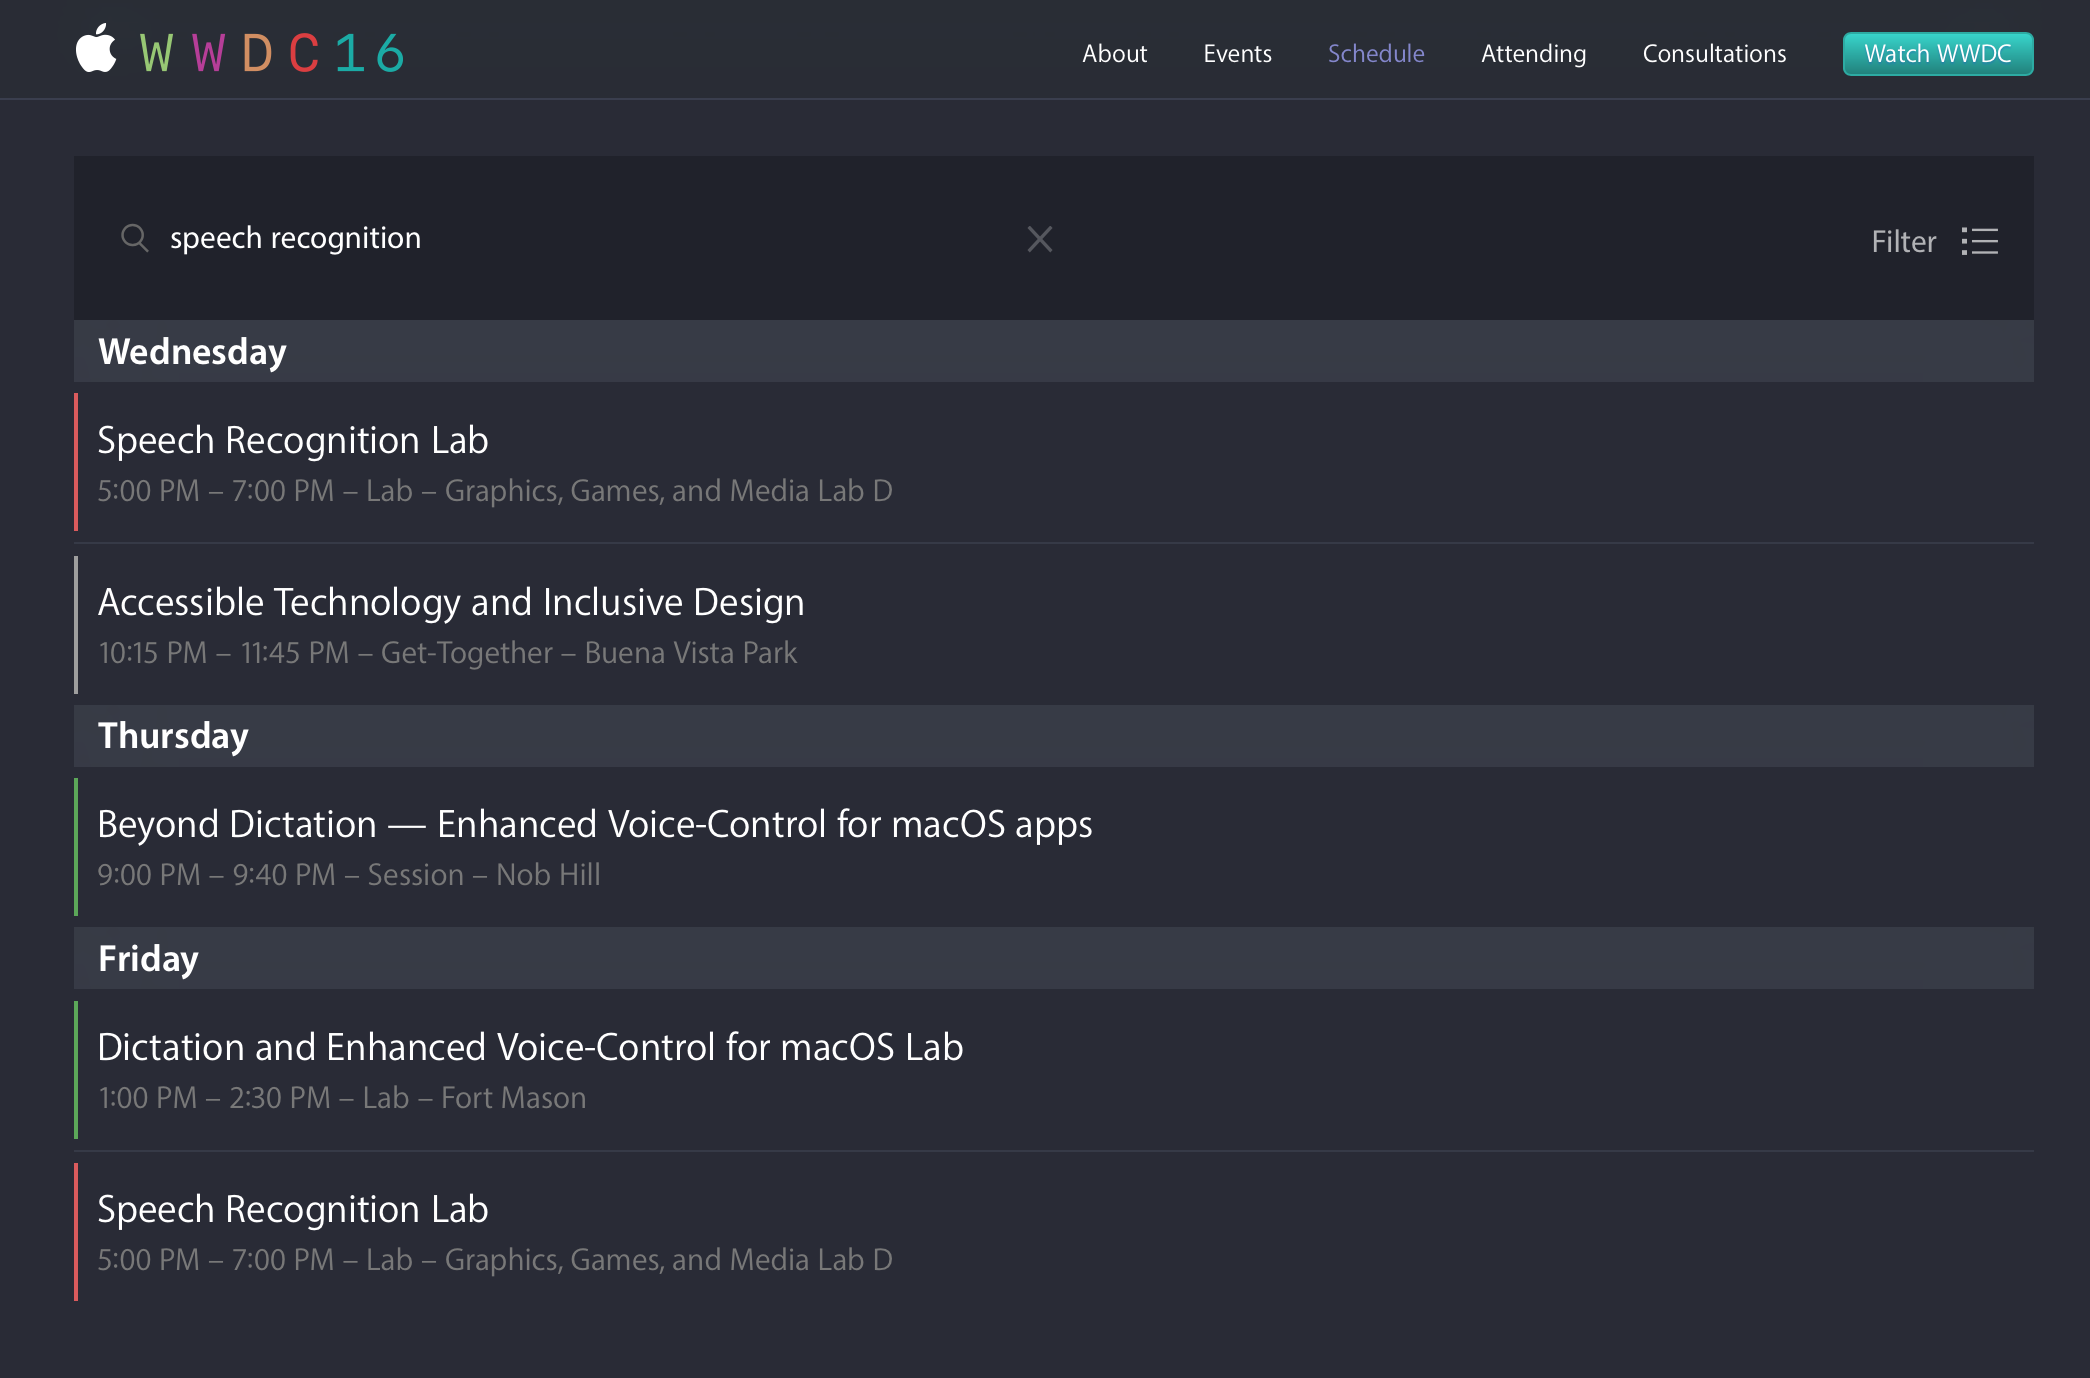 WWDC16
About Events Schedule Attending Consultations Watch WWDC
speech recognition
Filter
Wednesday
Speech Recognition Lab
5:00 PM – 7:00 PM – Lab – Graphics, Games, and Media Lab D
Accessible Technology and Inclusive Design
10:15 PM – 11:45 PM – Get-Together – Buena Vista Park
Thursday
Beyond Dictation — Enhanced Voice-Control for macOS apps
9:00 PM – 9:40 PM – Session – Nob Hill
Friday
Dictation and Enhanced Voice-Control for macOS Lab
1:00 PM – 2:30 PM – Lab – Fort Mason
Speech Recognition Lab
5:00 PM – 7:00 PM – Lab – Graphics, Games, and Media Lab D